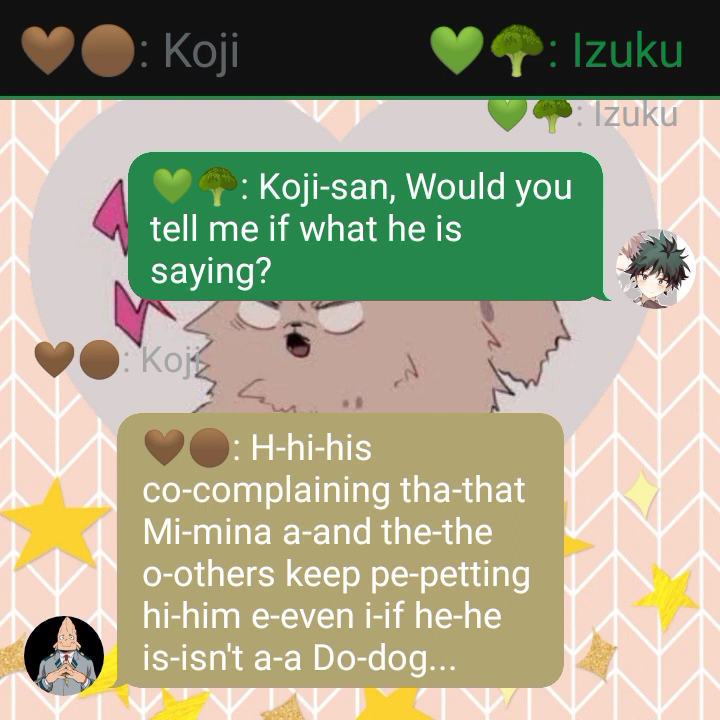 🤎🟤: Koji
💚🥦: Izuku
💚🥦: Izuku
💚🥦: Koji-san, Would you
tell me if what he is
saying?
🤎🟤: Koji
🤎🟤: H-hi-his
co-complaining tha-that
Mi-mina a-and the-the
o-others keep pe-petting
hi-him e-even i-if he-he
is-isn't a-a Do-dog...